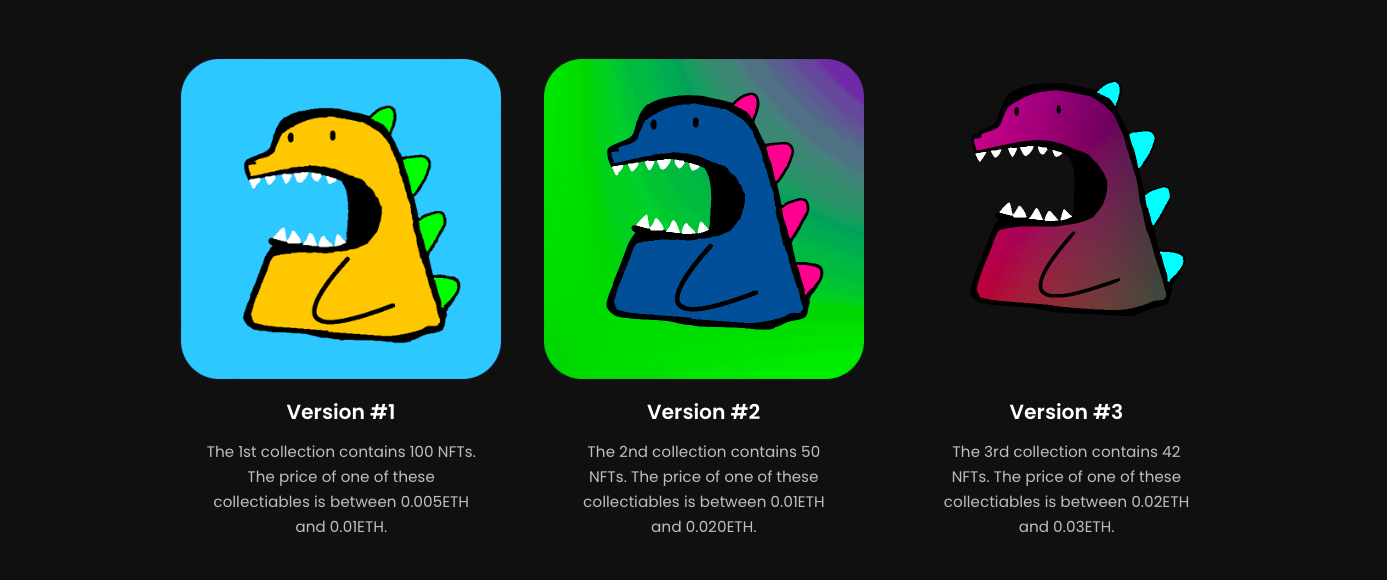 Version #1
The 1st collection contains 100 NFTs.
The price of one of these
collectiables is between 0.005ETH
and 0.01ETH.
Version #2
The 2nd collection contains 50
NFTs. The price of one of these
collectiables is between 0.01ETH
and 0.020ETH.
Version #3
The 3rd collection contains 42
NFTs. The price of one of these
collectiables is between 0.02ETH
and 0.03ETH.